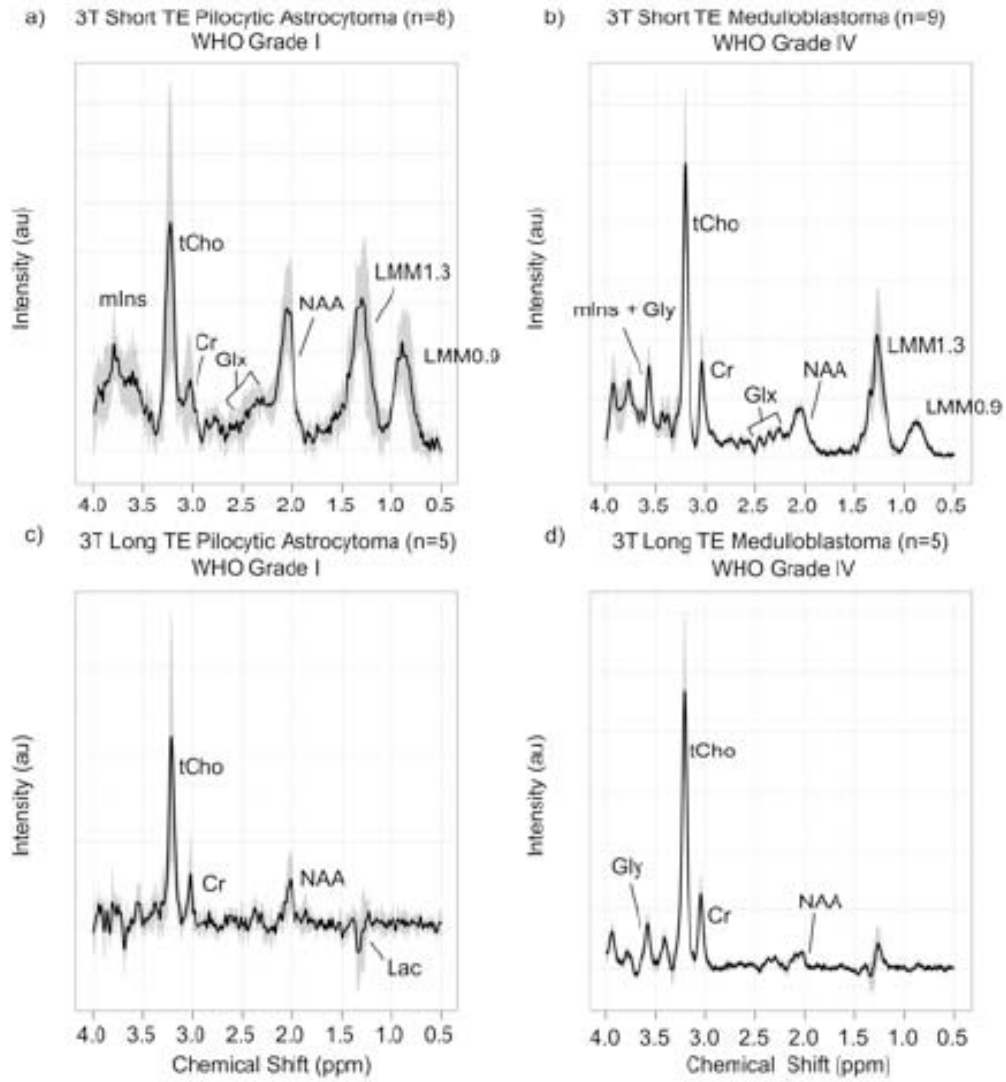 a) 3T Short TE Pilocytic Astrocytoma (n=8)
WHO Grade I
Intensity (au)
mIns
tCho
Cr
Glx
NAA
LMM1.3
LMM0.9
4.0 3.5 3.0 2.5 2.0 1.5 1.0 0.5
b) 3T Short TE Medulloblastoma (n=9)
WHO Grade IV
Intensity (au)
mIns + Gly
tCho
Cr
Glx
NAA
LMM1.3
LMM0.9
4.0 3.5 3.0 2.5 2.0 1.5 1.0 0.5
c) 3T Long TE Pilocytic Astrocytoma (n=5)
WHO Grade I
Intensity (au)
tCho
Cr
NAA
Lac
4.0 3.5 3.0 2.5 2.0 1.5 1.0 0.5
Chemical Shift (ppm)
d) 3T Long TE Medulloblastoma (n=5)
WHO Grade IV
Intensity (au)
Gly
tCho
Cr
NAA
4.0 3.5 3.0 2.5 2.0 1.5 1.0 0.5
Chemical Shift (ppm)